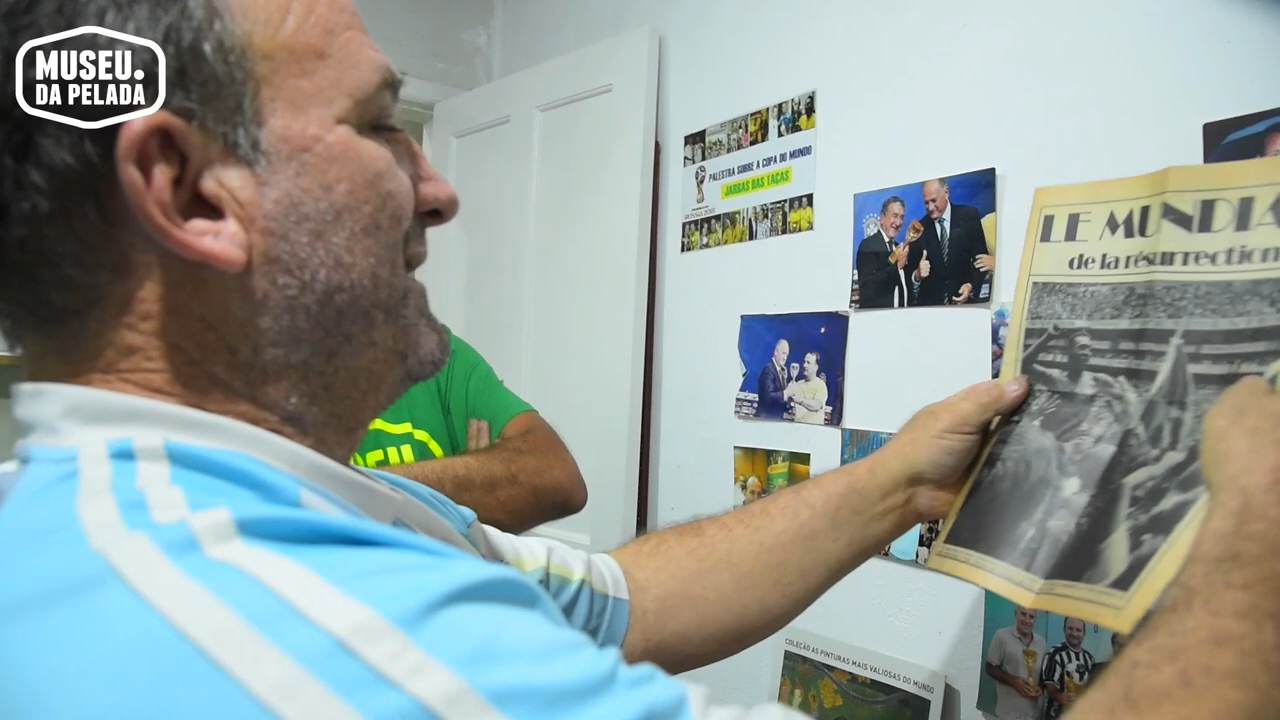 MUSEU.
DA PELADA
PALESTRA SOBRE A COPA DO MUNDO
JARBAS DAS TAÇAS
LE MUNDIA
de la résurrection
COLEÇÃO AS PINTURAS MAIS VALIOSAS DO MUNDO